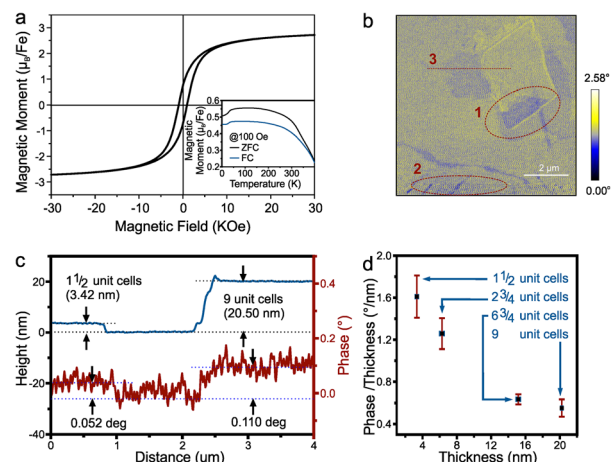 a
Magnetic Moment (μB/Fe)
3
2
1
0
-1
-2
-3
-30 -20 -10 0 10 20 30
Magnetic Field (KOe)
Magnetic
Moment (μB/Fe)
0.6
0.5
0.4
0.3
0.2
@100 Oe
ZFC
FC
0 100 200 300 400
Temperature (K)
b
3
1
2
2 μm
2.58°
0.00°
c
Height (nm)
40
20
0
-20
-40
1 1/2 unit cells
(3.42 nm)
9 unit cells
(20.50 nm)
0.052 deg
0.110 deg
0 1 2 3 4
Distance (um)
0.4
0.2
0.0
Phase (°)
d
Phase /Thickness (°/nm)
2.0
1.6
1.2
0.8
0.4
1 1/2 unit cells
2 3/4 unit cells
6 3/4 unit cells
9 unit cells
0 4 8 12 16 20
Thickness (nm)